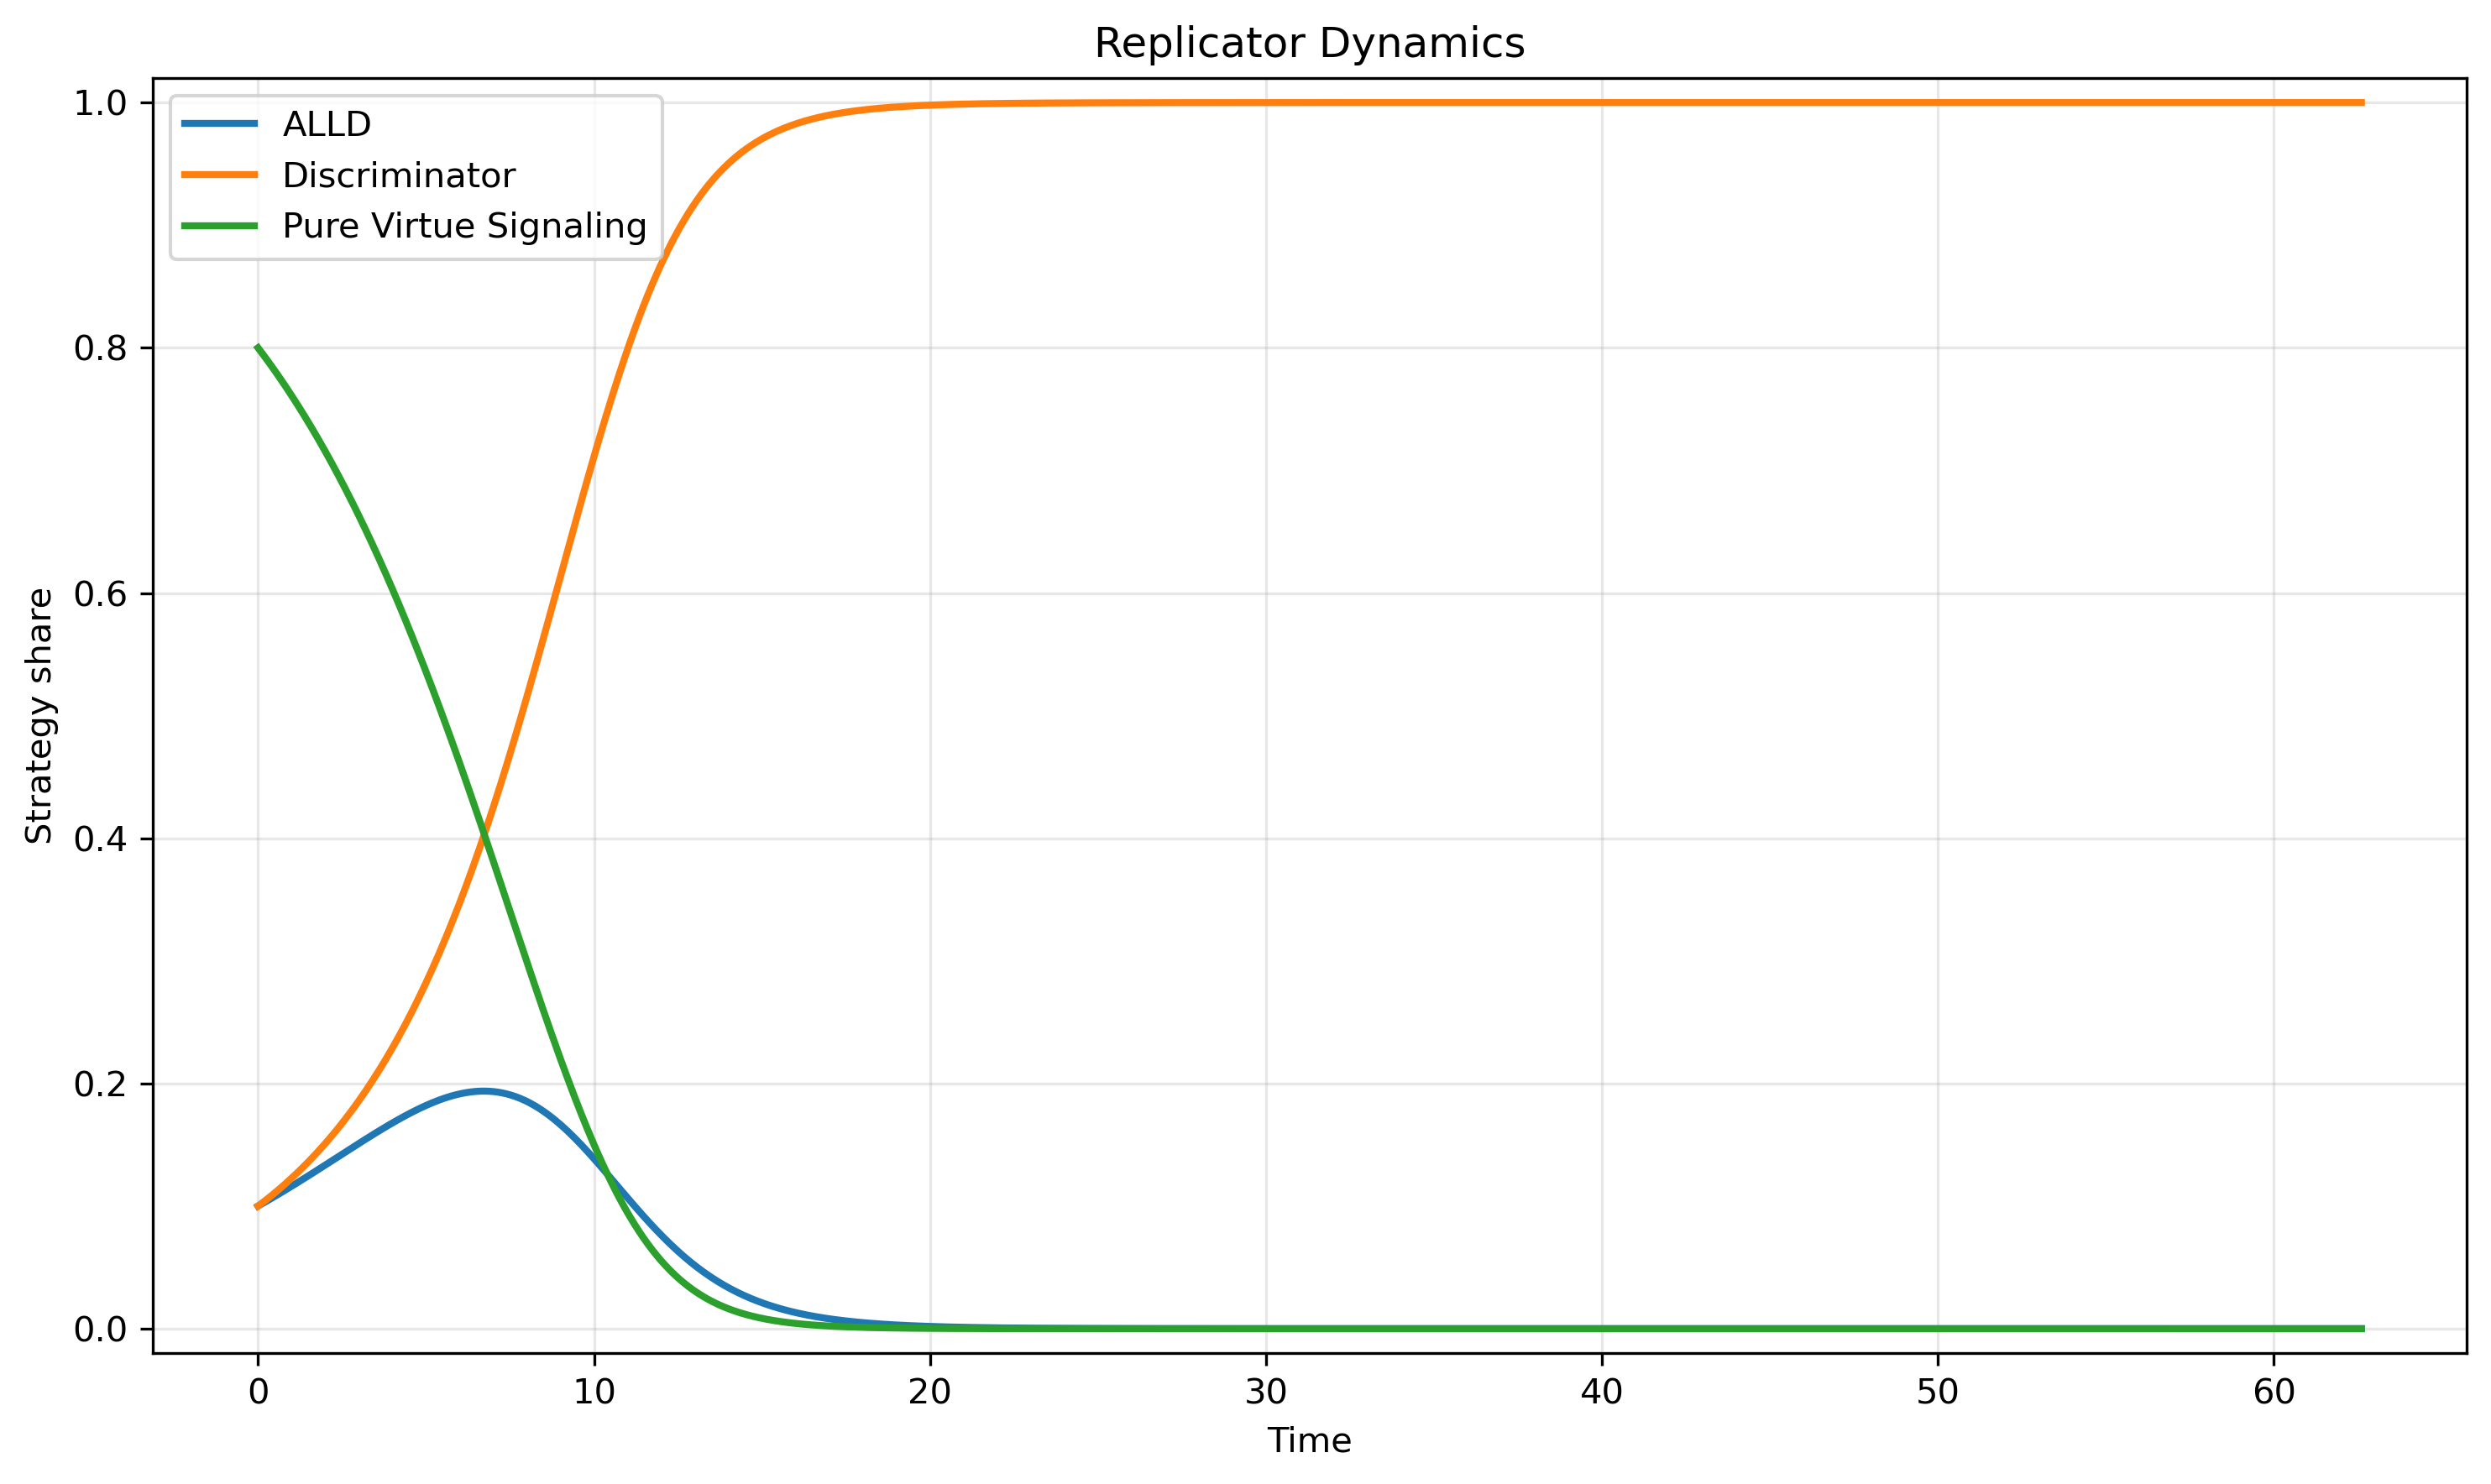 Replicator Dynamics
ALLD
Discriminator
Pure Virtue Signaling
Strategy share
1.0
0.8
0.6
0.4
0.2
0.0
0 10 20 30 40 50 60
Time